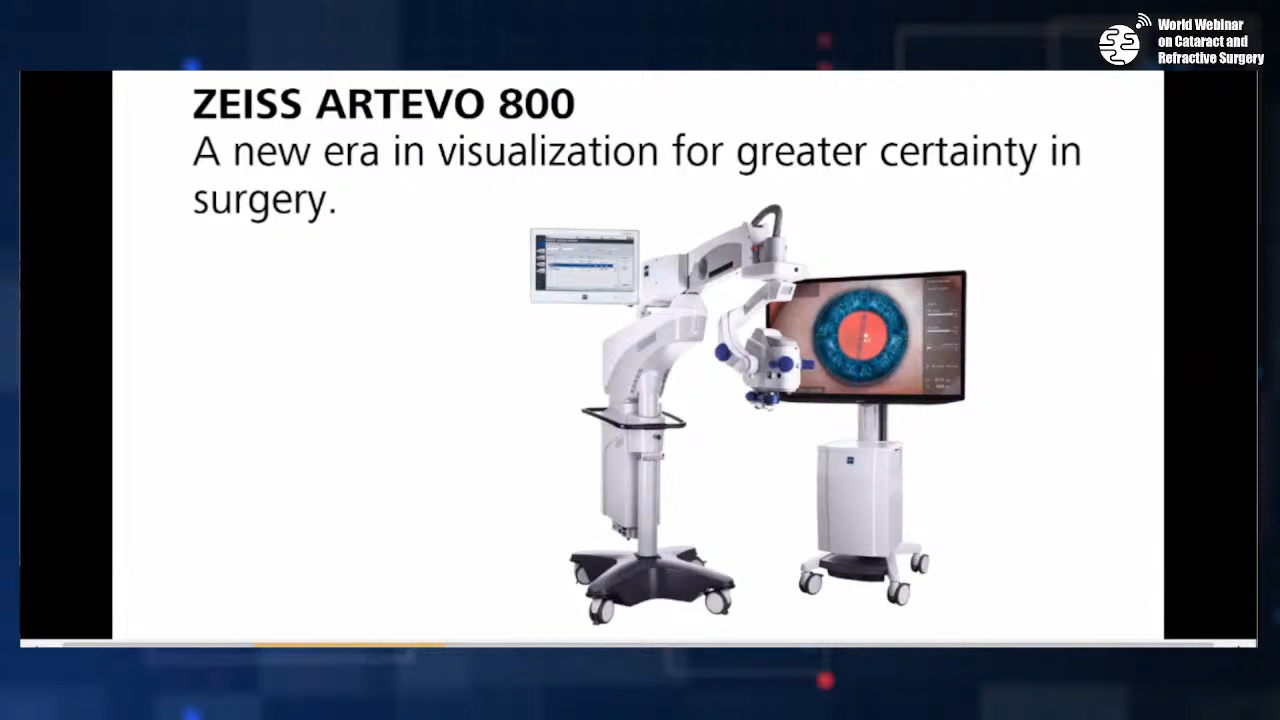 World Webinar
on Cataract and
Refractive Surgery
ZEISS ARTEVO 800
A new era in visualization for greater certainty in
surgery.